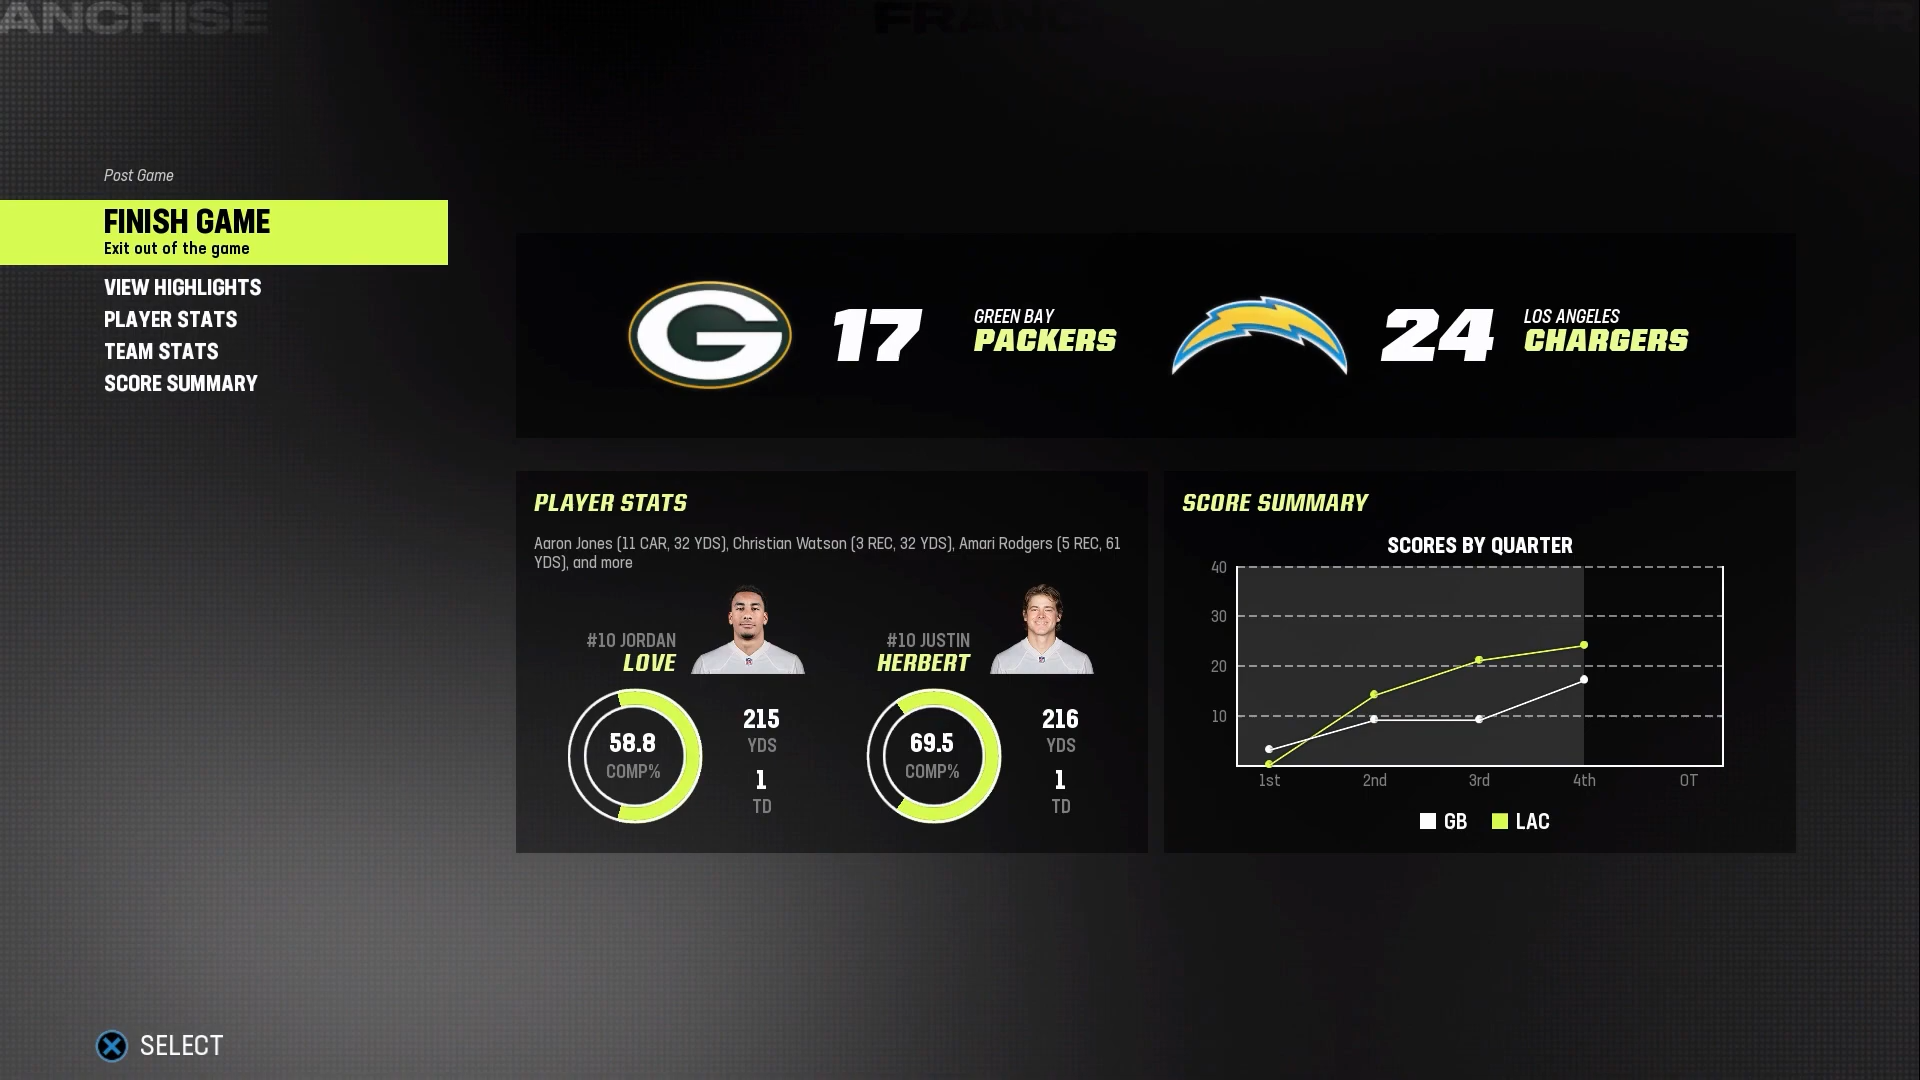 ANCHISE
FRANC
Post Game
FINISH GAME
Exit out of the game
VIEW HIGHLIGHTS
PLAYER STATS
TEAM STATS
SCORE SUMMARY
G
17
GREEN BAY
PACKERS
24
LOS ANGELES
CHARGERS
PLAYER STATS
Aaron Jones (11 CAR, 32 YDS), Christian Watson (3 REC, 32 YDS), Amari Rodgers (5 REC, 61
YDS), and more
#10 JORDAN
LOVE
58.8
COMP%
215
YDS
1
TD
#10 JUSTIN
HERBERT
69.5
COMP%
216
YDS
1
TD
SCORE SUMMARY
SCORES BY QUARTER
40
30
20
10
1st 2nd 3rd 4th OT
GB LAC
SELECT